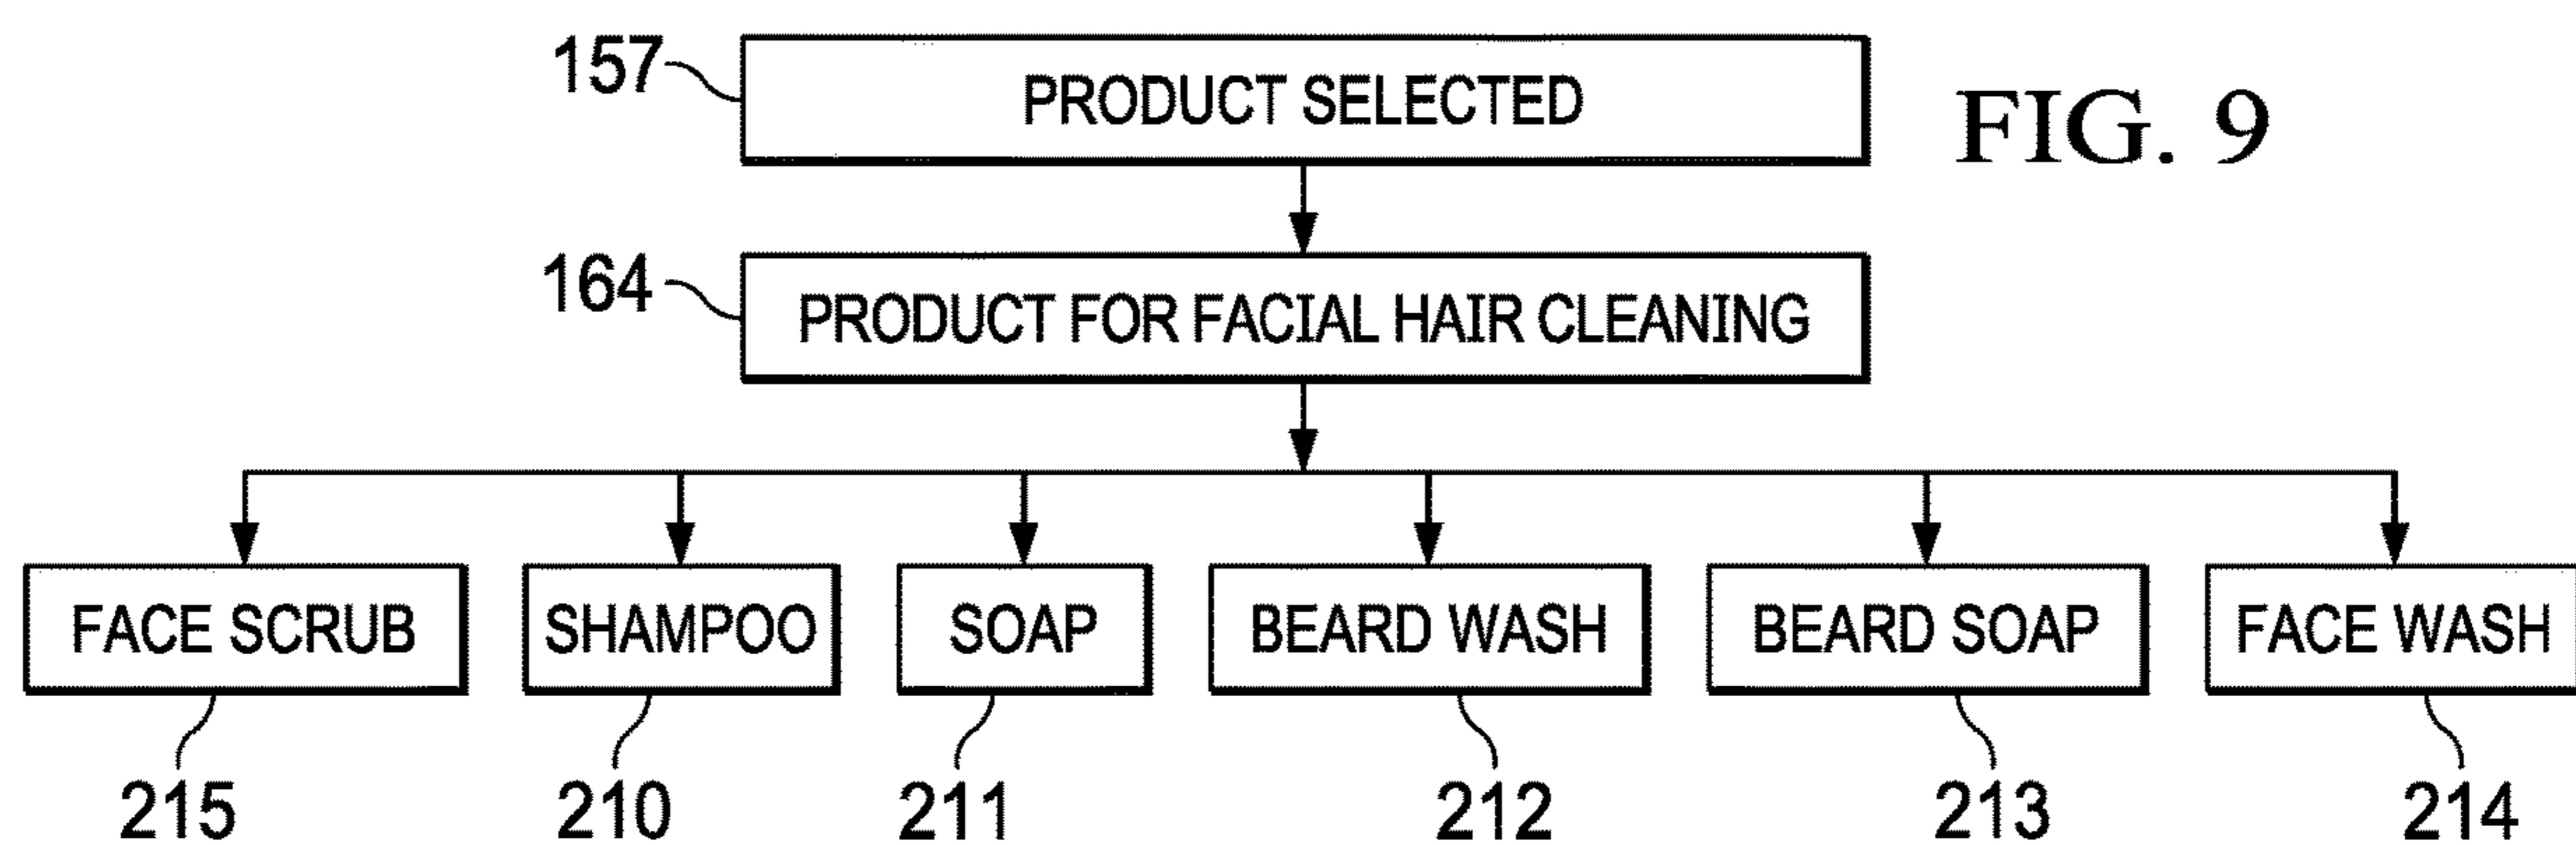 157
PRODUCT SELECTED
FIG. 9
164
PRODUCT FOR FACIAL HAIR CLEANING
FACE SCRUB
SHAMPOO
SOAP
BEARD WASH
BEARD SOAP
FACE WASH
215
210
211
212
213
214